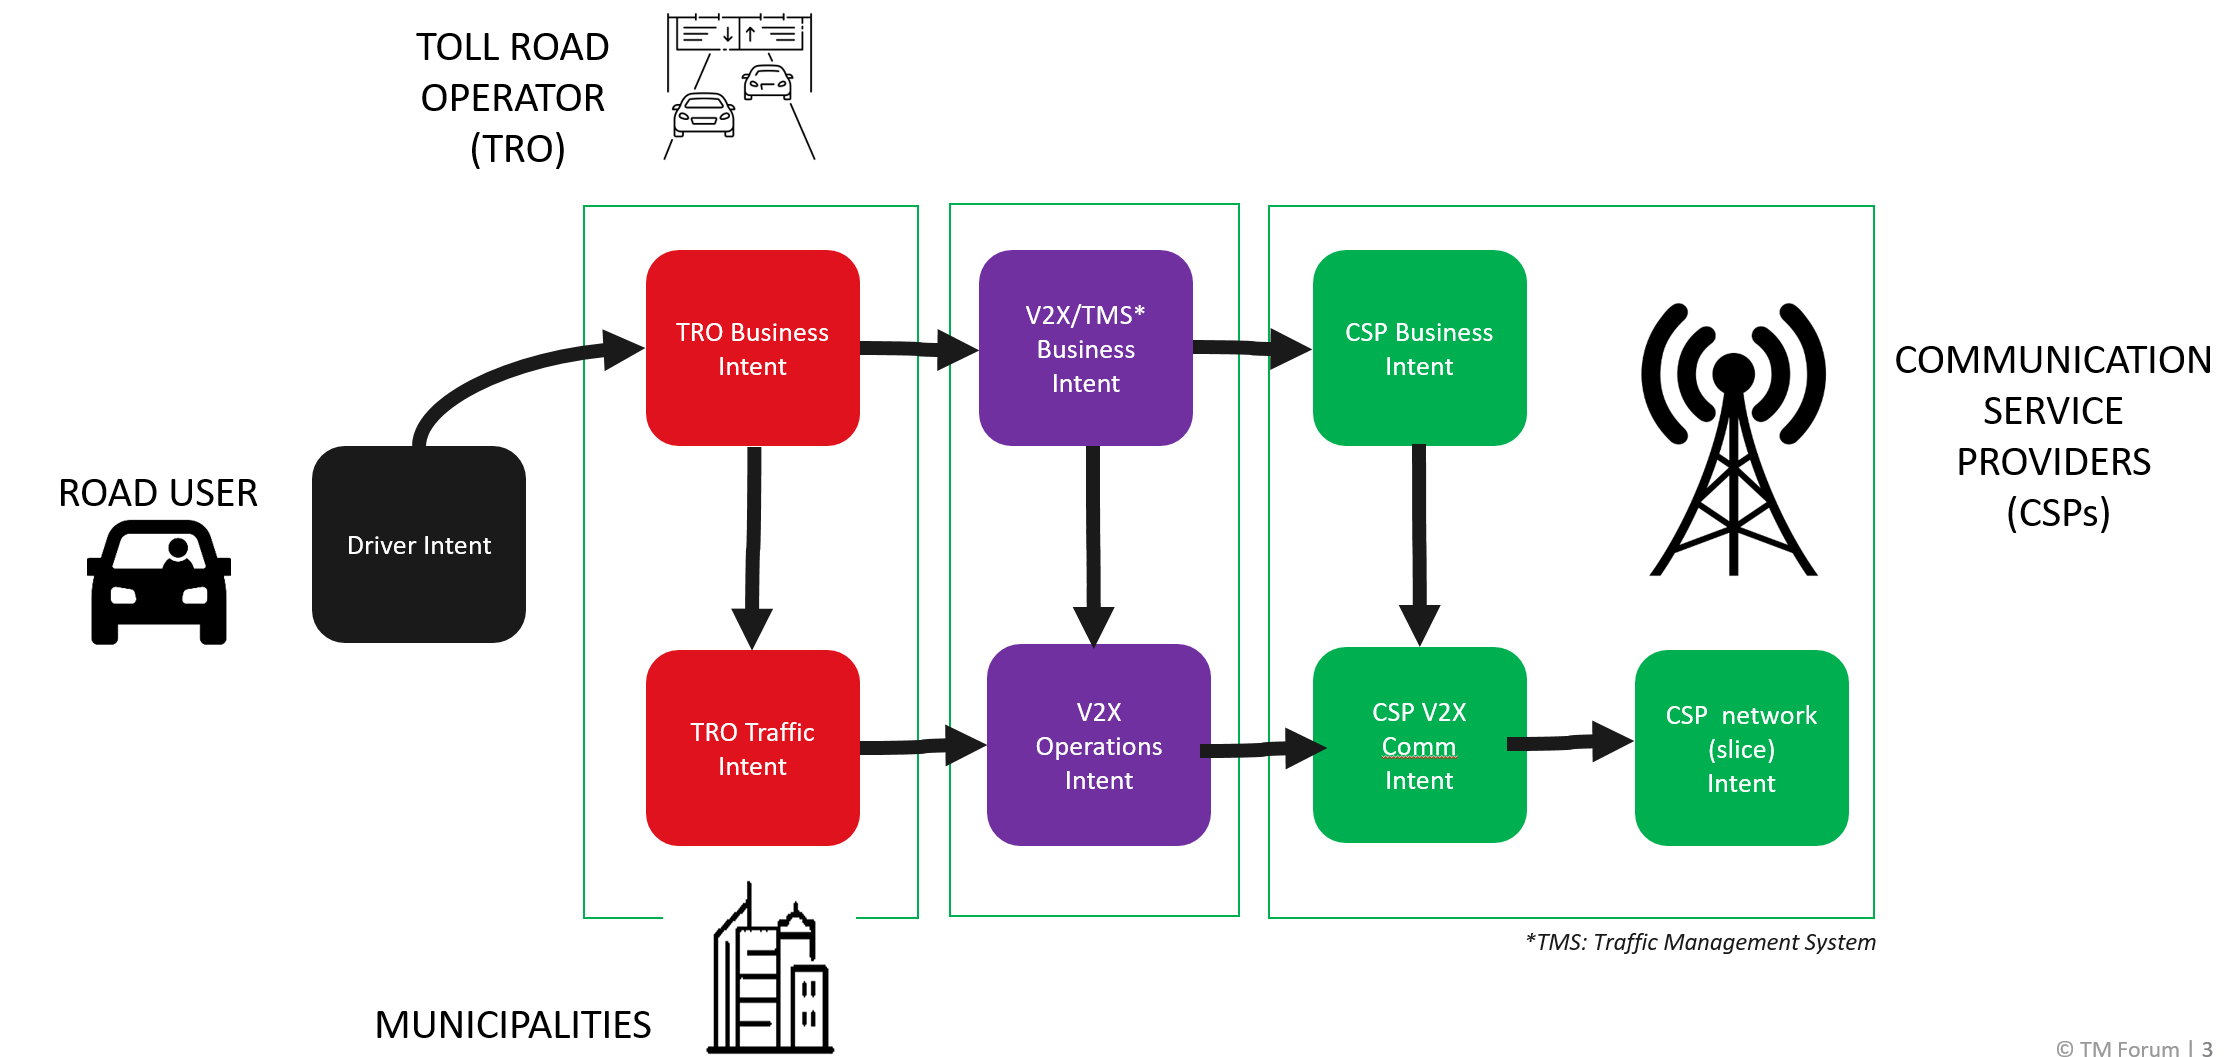 TOLL ROAD
OPERATOR
(TRO)
TRO Business
Intent
V2X/TMS*
Business
Intent
CSP Business
Intent
COMMUNICATION
SERVICE
PROVIDERS
(CSPs)
ROAD USER
Driver Intent
TRO Traffic
Intent
V2X
Operations
Intent
CSP V2X
Comm
Intent
CSP network
(slice)
Intent
*TMS: Traffic Management System
MUNICIPALITIES
© TM Forum | 3